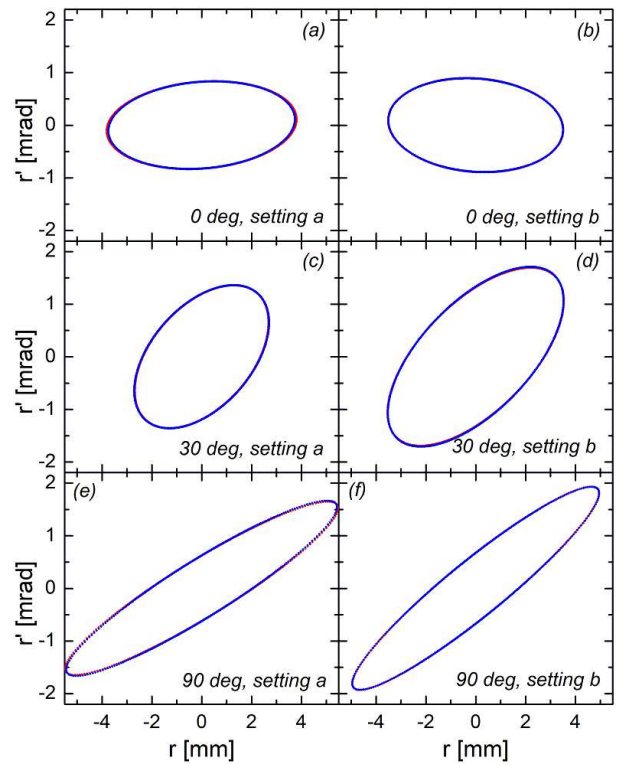 (a) (b)
2
1
0
-1
-2
r' [mrad]
0 deg, setting a 0 deg, setting b
(c) (d)
1
0
-1
-2
r' [mrad]
30 deg, setting a 30 deg, setting b
(e) (f)
2
1
0
-1
-2
r' [mrad]
90 deg, setting a 90 deg, setting b
-4 -2 0 2 4 -4 -2 0 2 4
r [mm] r [mm]